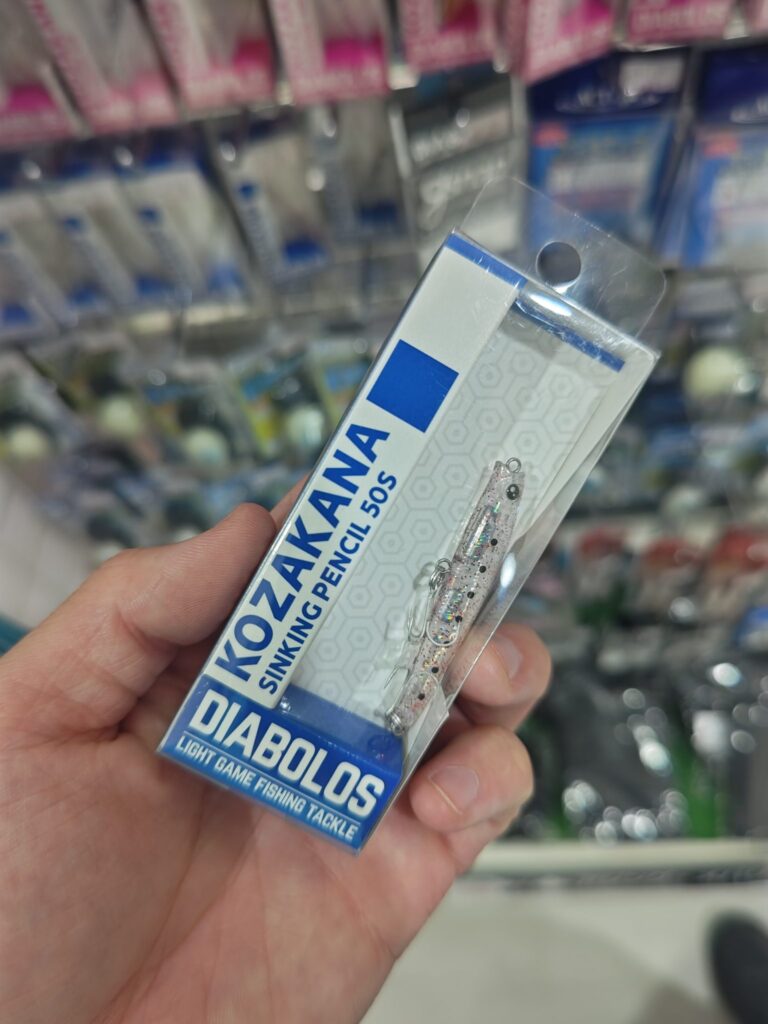 KOZAKANA
SINKING PENCIL 50S
DIABOLOS
LIGHT GAME FISHING TACKLE